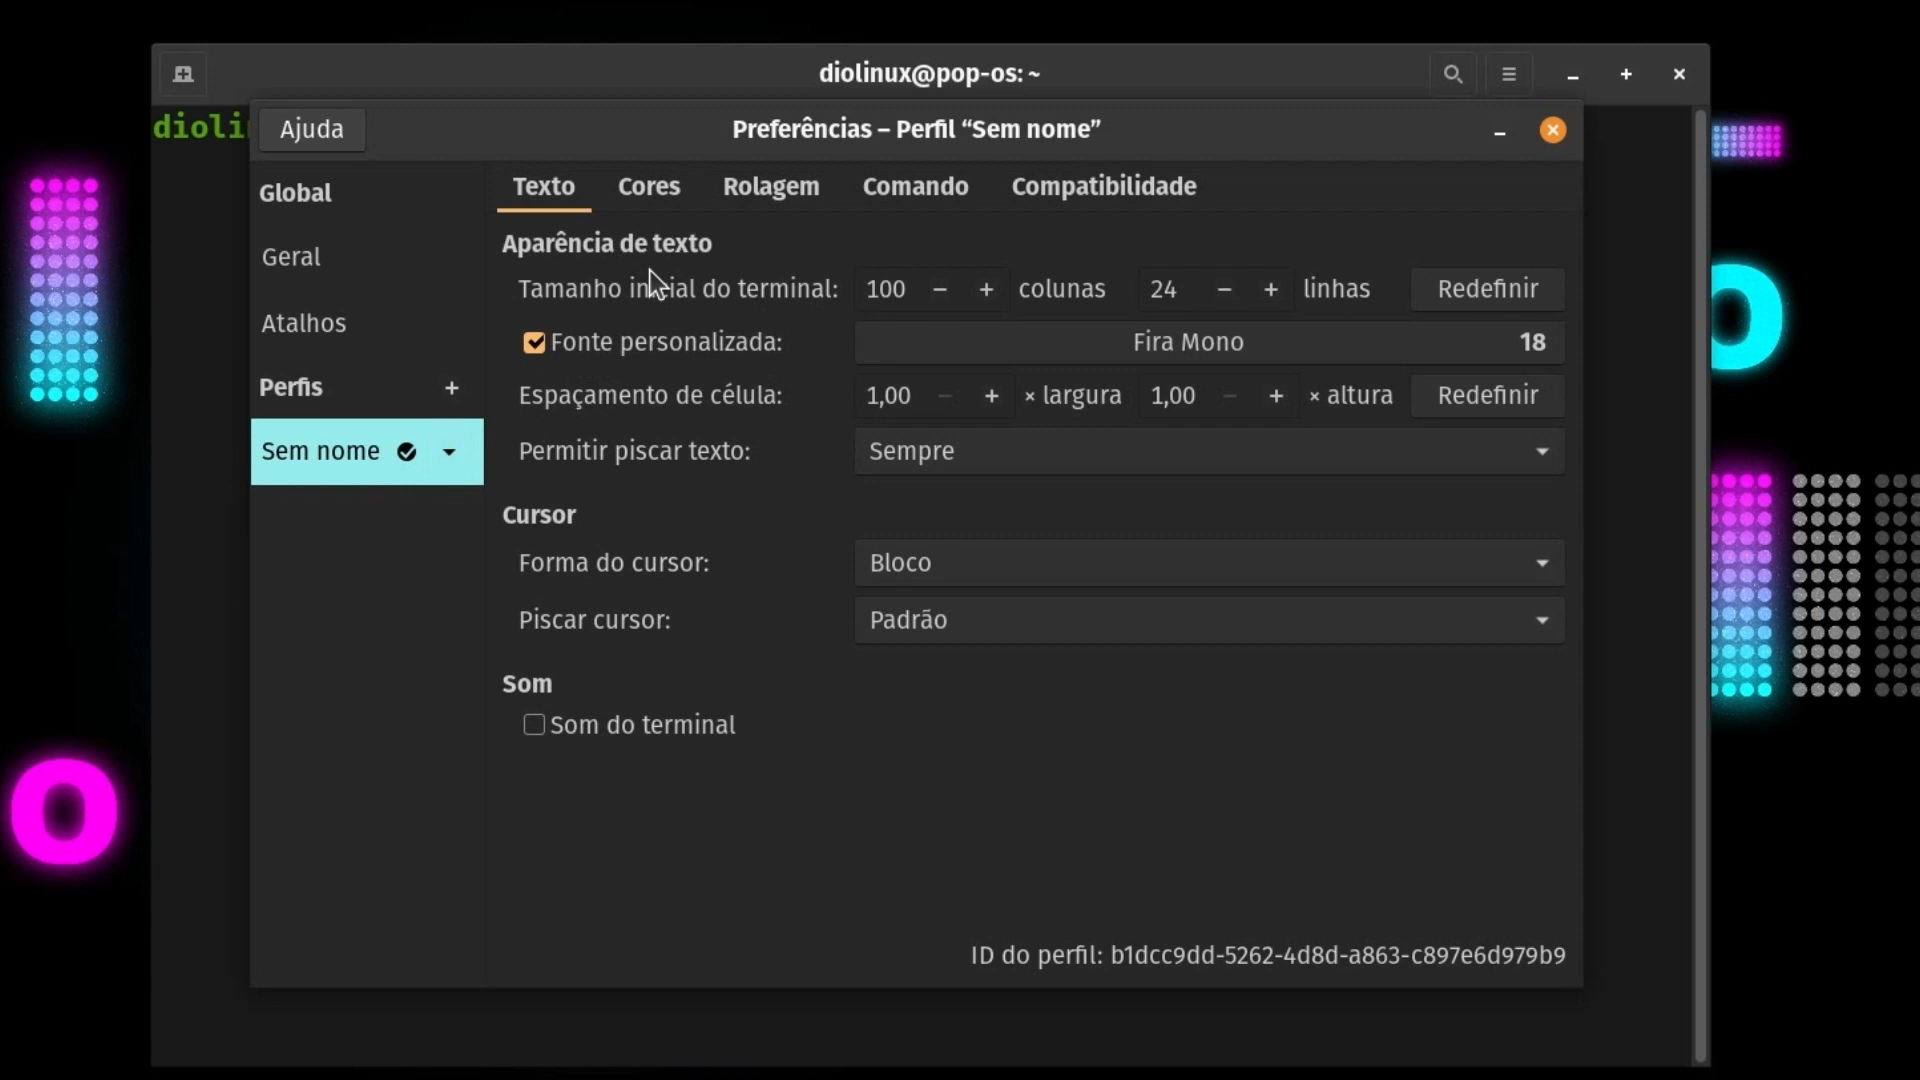 diolinux@pop-os: ~
dioli
Ajuda
Preferências – Perfil “Sem nome”
Global
Geral
Atalhos
Perfis +
Sem nome
Texto Cores Rolagem Comando Compatibilidade
Aparência de texto
Tamanho inicial do terminal: 100 − + colunas 24 − + linhas Redefinir
Fonte personalizada: Fira Mono 18
Espaçamento de célula: 1,00 − + × largura 1,00 − + × altura Redefinir
Permitir piscar texto: Sempre
Cursor
Forma do cursor: Bloco
Piscar cursor: Padrão
Som
Som do terminal
ID do perfil: b1dcc9dd-5262-4d8d-a863-c897e6d979b9